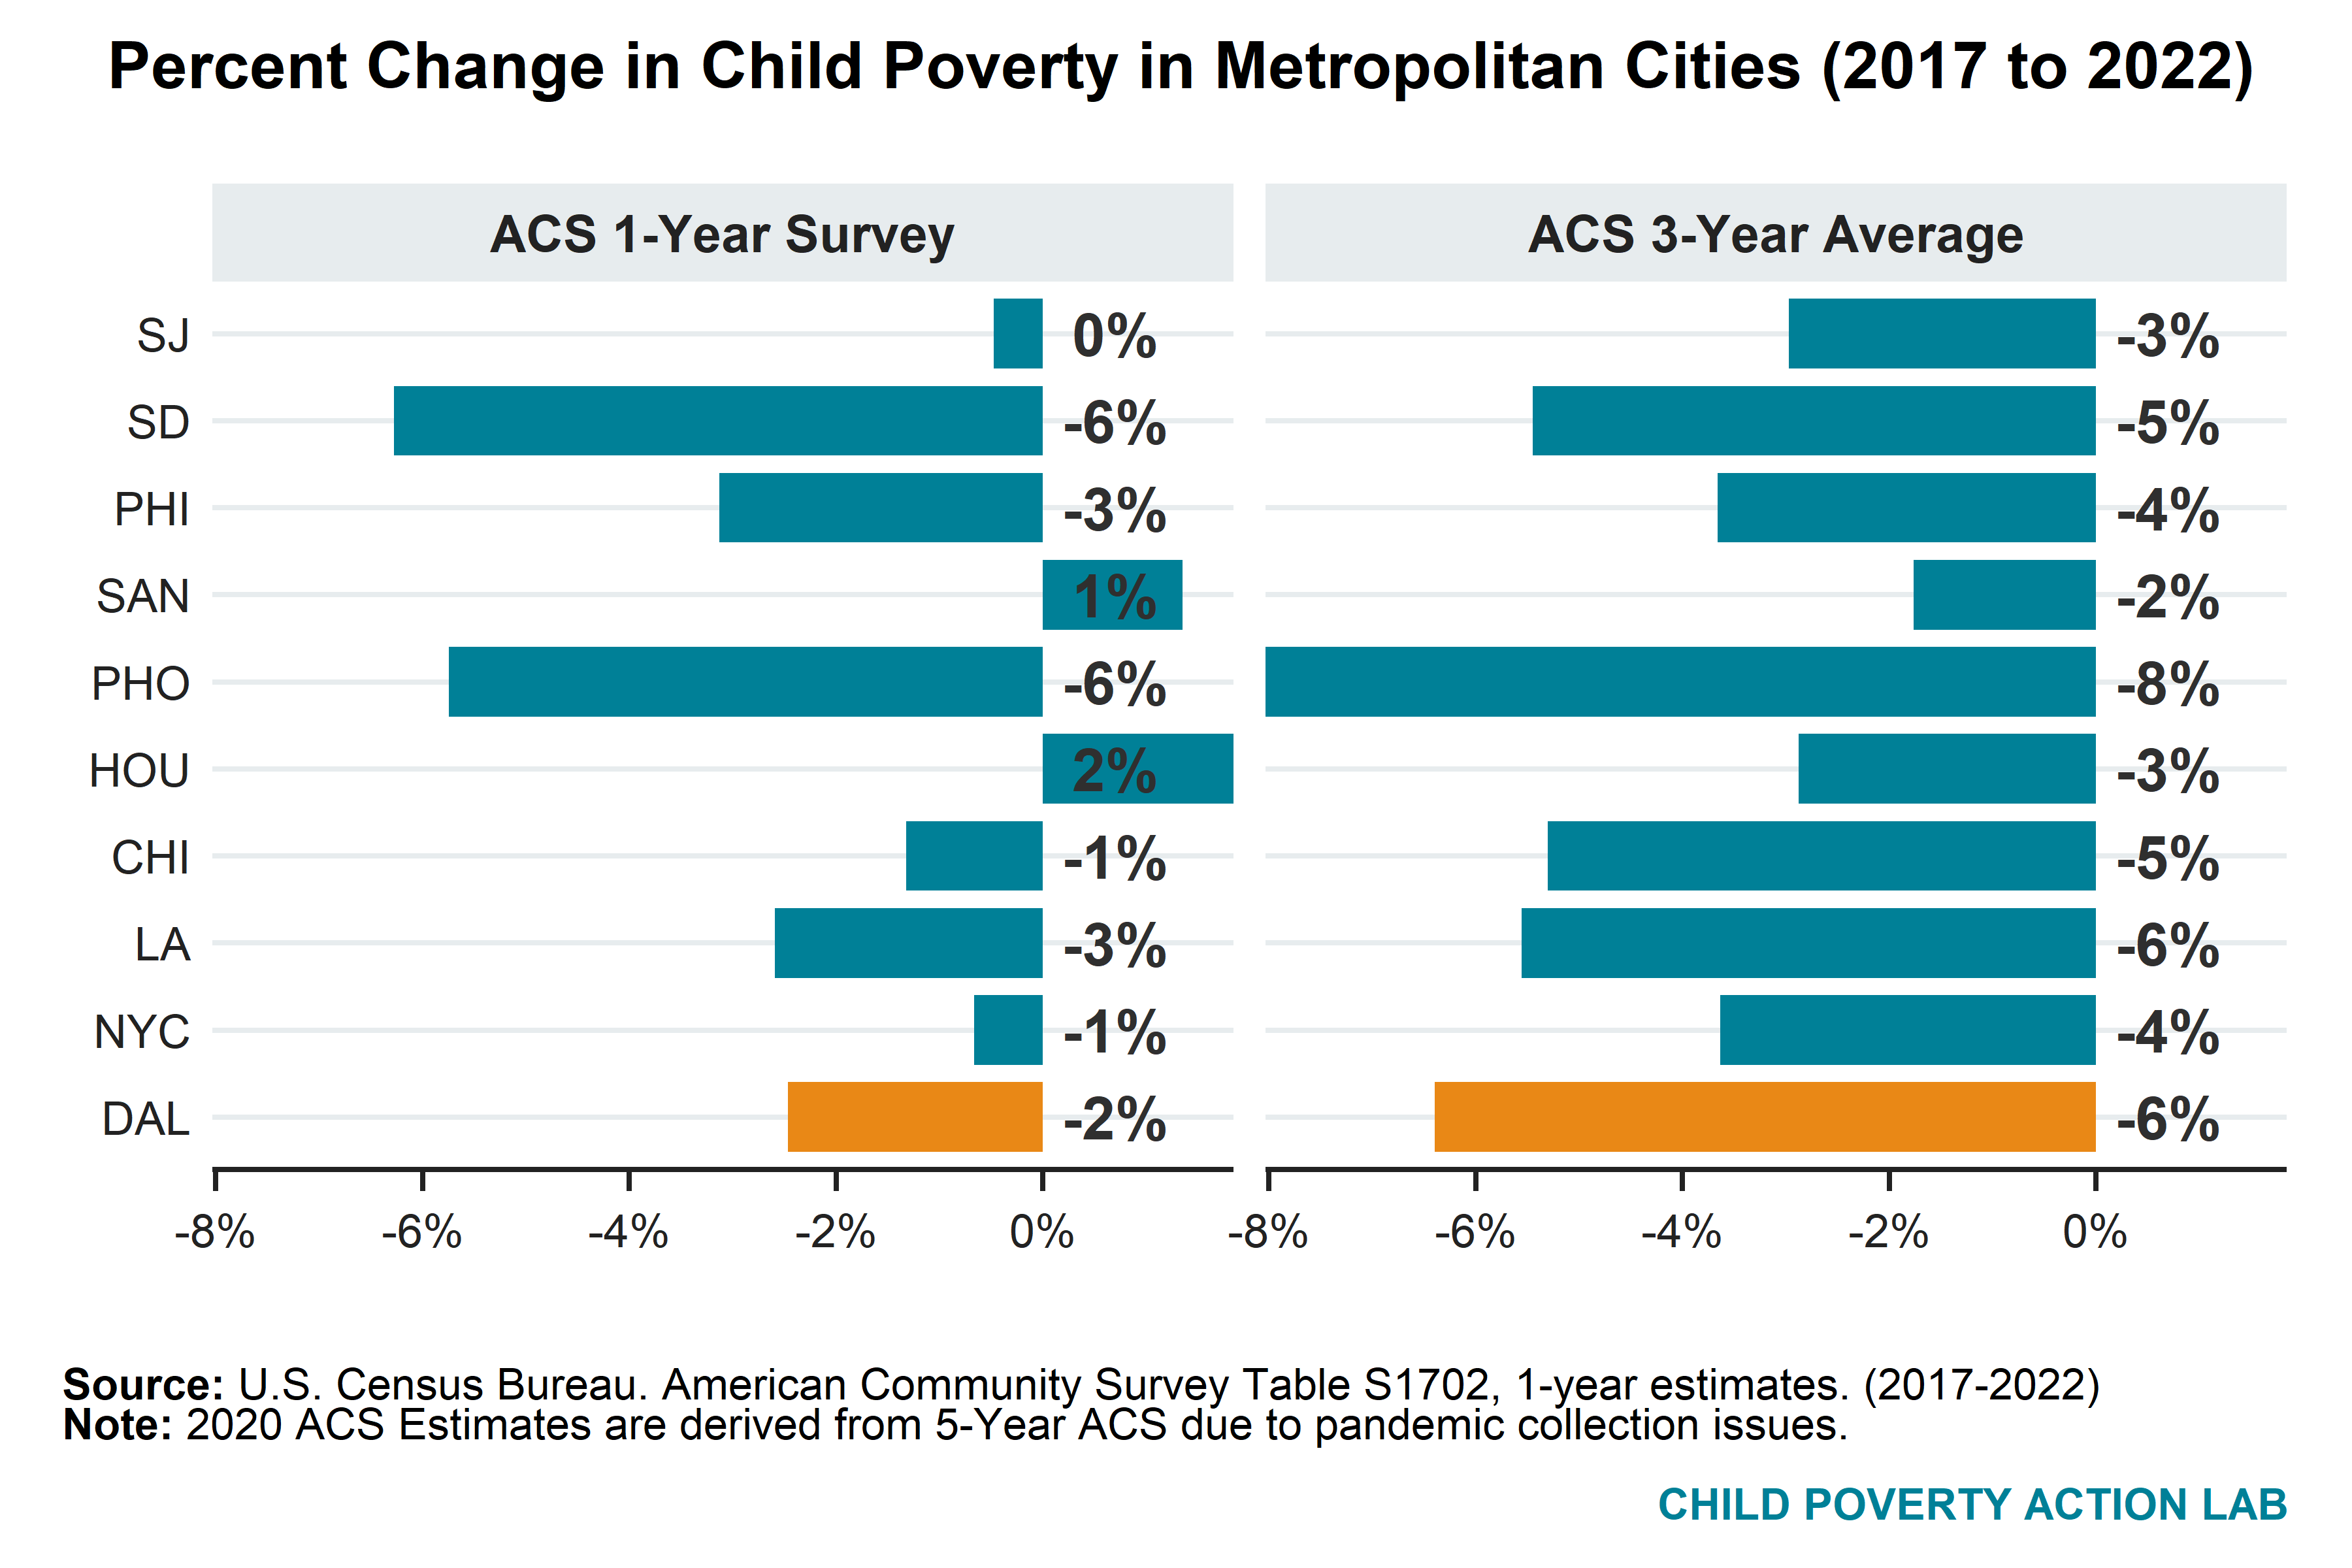 Percent Change in Child Poverty in Metropolitan Cities (2017 to 2022)
ACS 1-Year Survey
ACS 3-Year Average
SJ 0% -3%
SD -6% -5%
PHI -3% -4%
SAN 1% -2%
PHO -6% -8%
HOU 2% -3%
CHI -1% -5%
LA -3% -6%
NYC -1% -4%
DAL -2% -6%
-8% -6% -4% -2% 0% -8% -6% -4% -2% 0%
Source: U.S. Census Bureau. American Community Survey Table S1702, 1-year estimates. (2017-2022)
Note: 2020 ACS Estimates are derived from 5-Year ACS due to pandemic collection issues.
CHILD POVERTY ACTION LAB